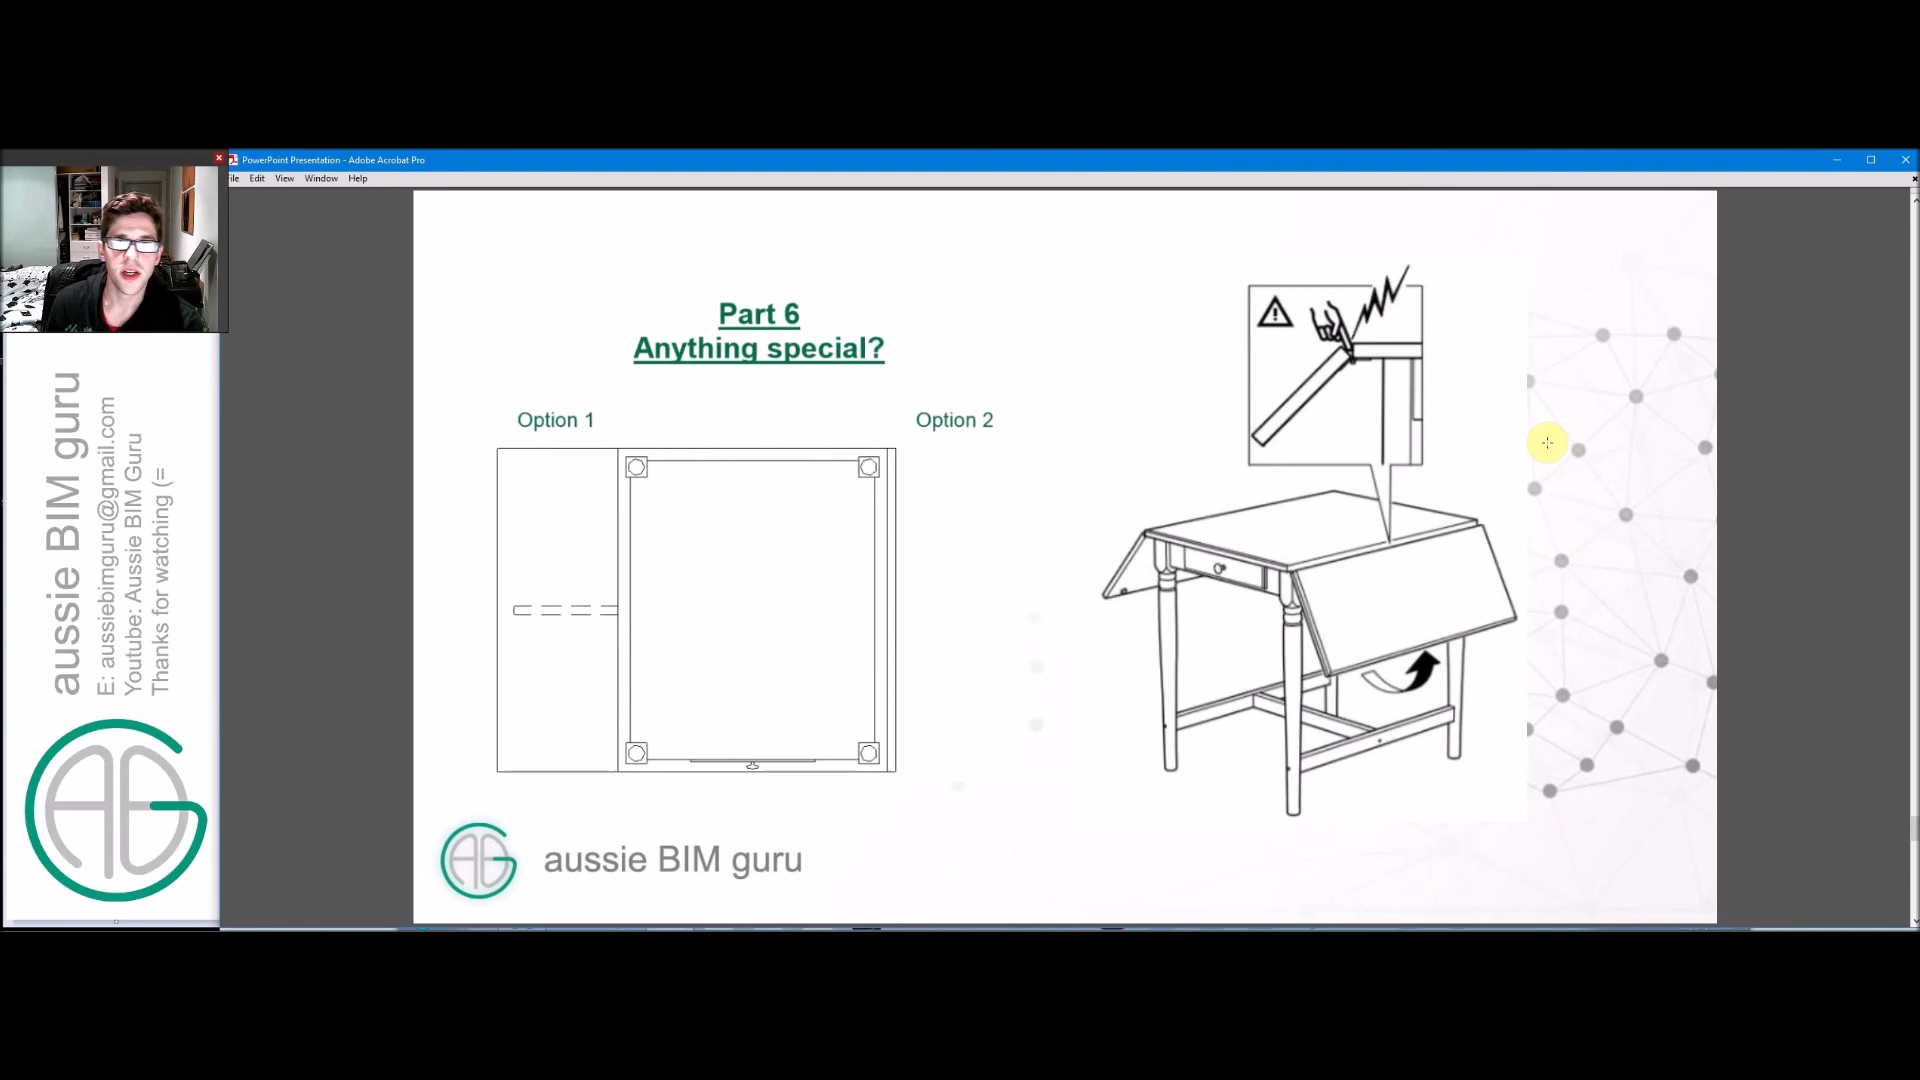 PowerPoint Presentation - Adobe Acrobat Pro
File Edit View Window Help
aussie BIM guru
E: aussiebimguru@gmail.com
Youtube: Aussie BIM Guru
Thanks for watching (=
Part 6
Anything special?
Option 1
Option 2
aussie BIM guru